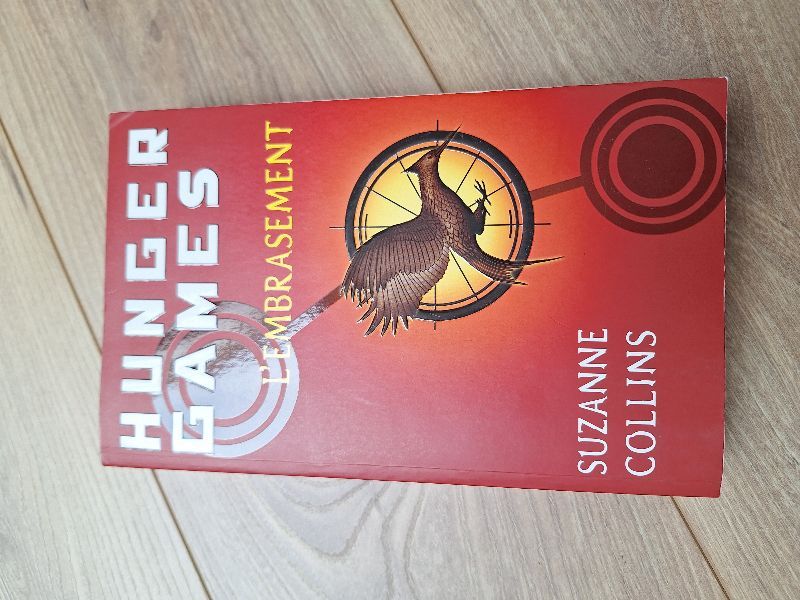 HUNGER
GAMES
L'EMBRASEMENT
SUZANNE
COLLINS